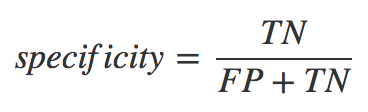 specificity = TN / FP + TN